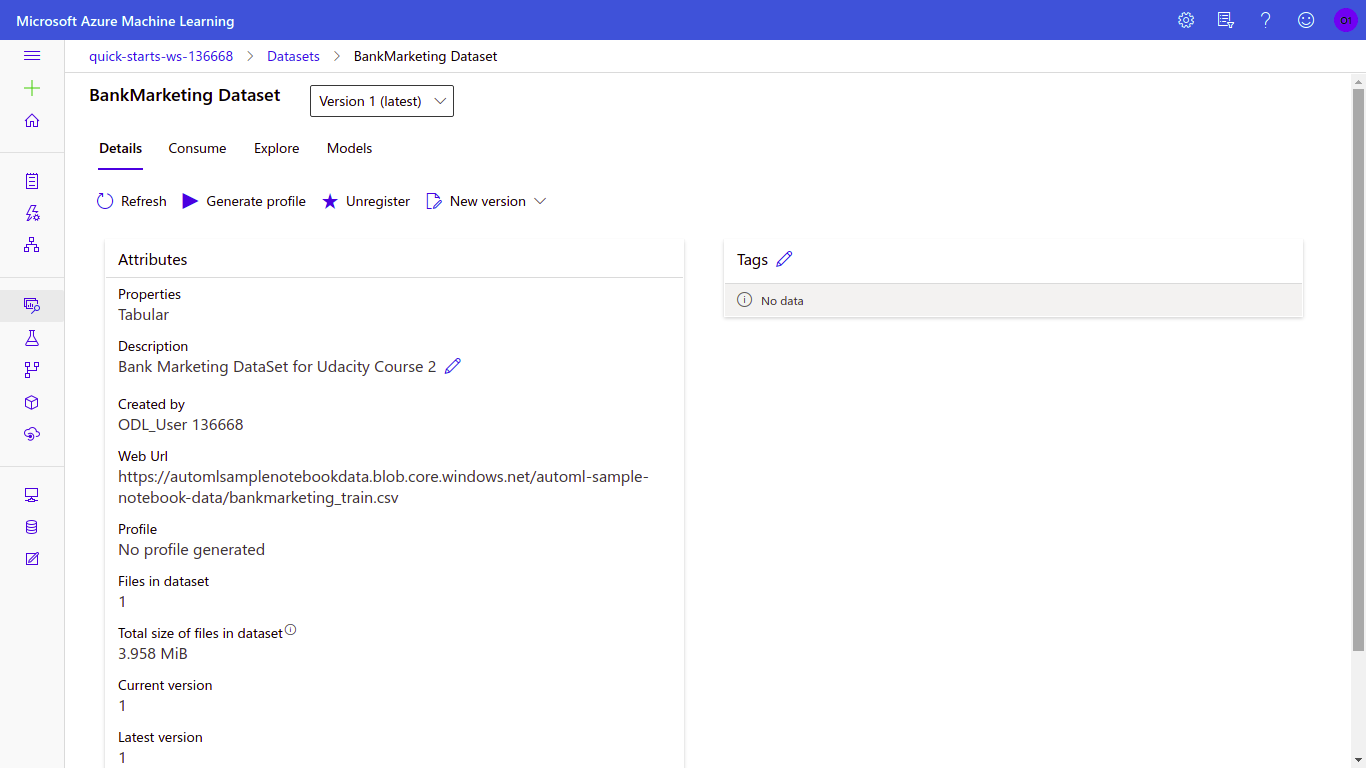 Microsoft Azure Machine Learning
O1
quick-starts-ws-136668 > Datasets > BankMarketing Dataset
BankMarketing Dataset
Version 1 (latest)
Details Consume Explore Models
Refresh Generate profile Unregister New version
Attributes
Properties
Tabular
Description
Bank Marketing DataSet for Udacity Course 2
Created by
ODL_User 136668
Web Url
https://automlsamplenotebookdata.blob.core.windows.net/automl-sample-
notebook-data/bankmarketing_train.csv
Profile
No profile generated
Files in dataset
1
Total size of files in dataset
3.958 MiB
Current version
1
Latest version
1
Tags
No data